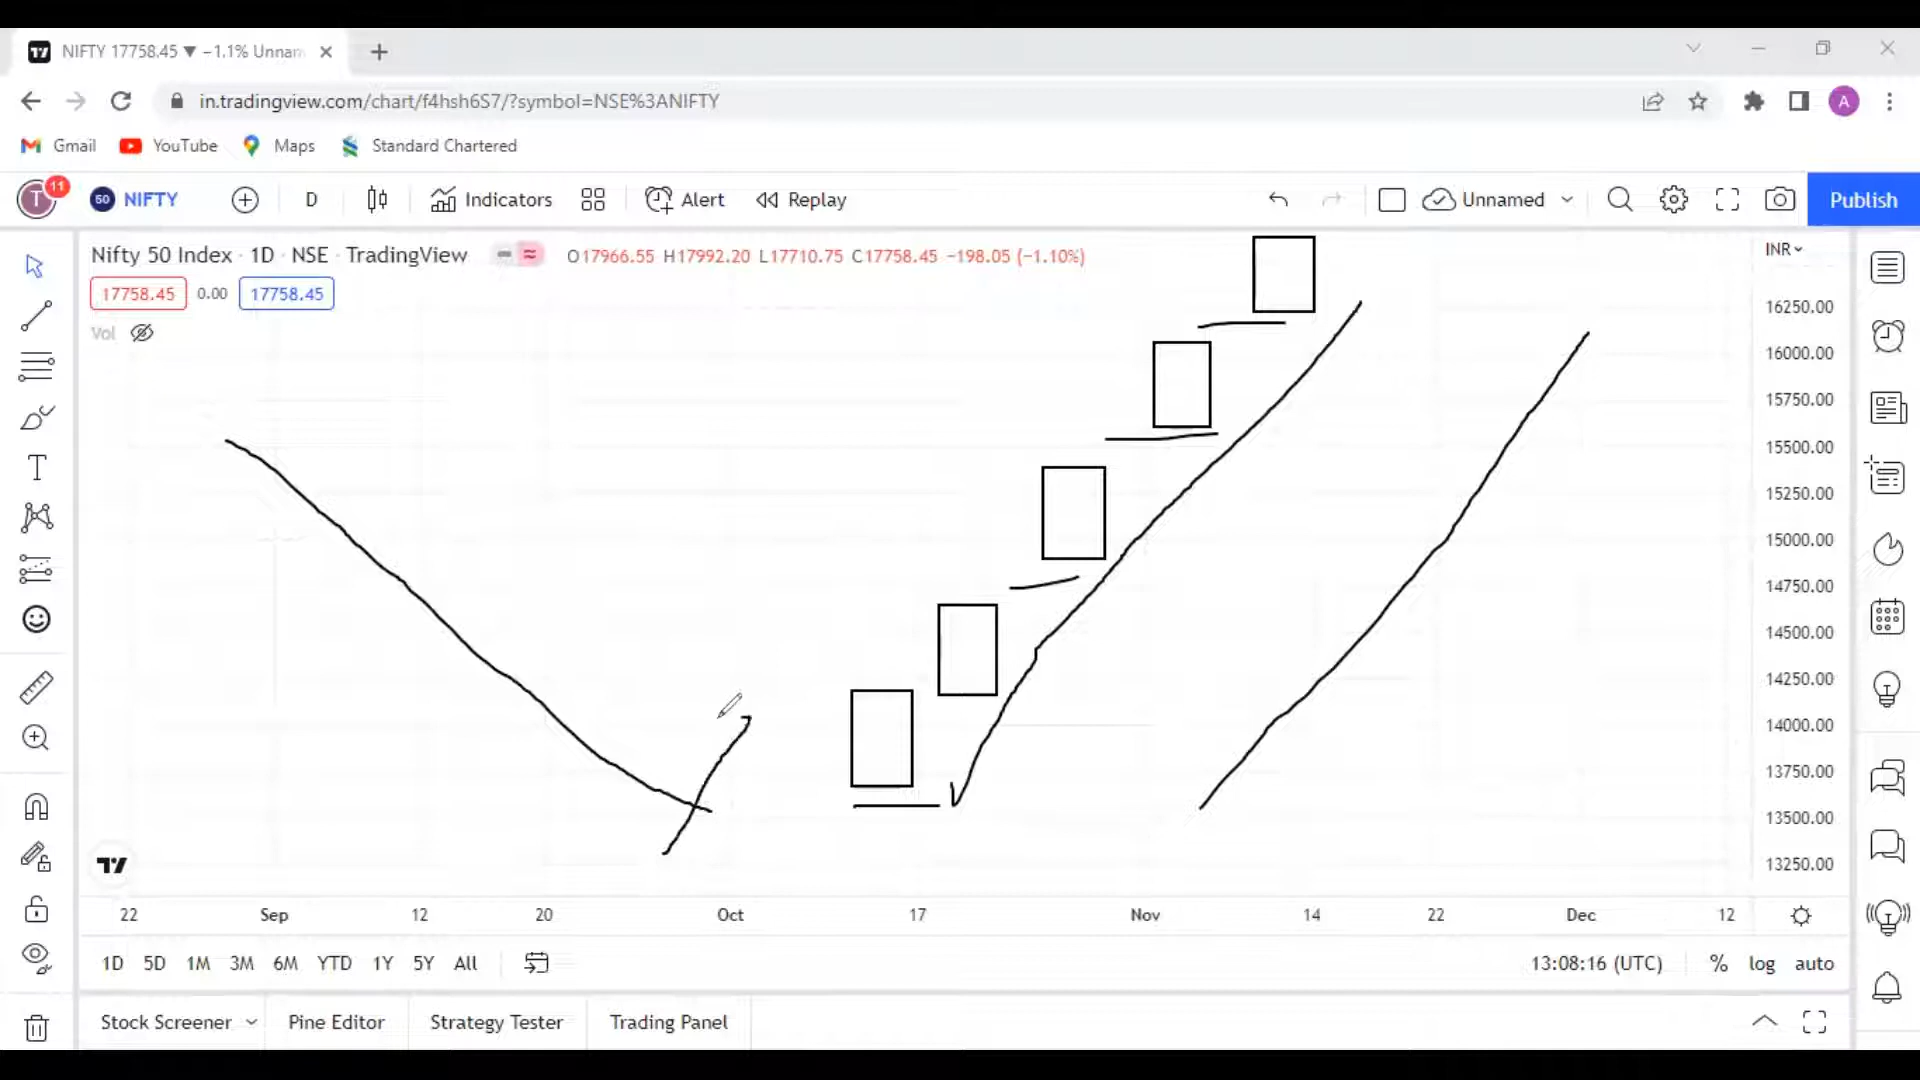 NIFTY 17758.45 ▼ −1.1% Unnam
in.tradingview.com/chart/f4hsh6S7/?symbol=NSE%3ANIFTY
A
Gmail YouTube Maps Standard Chartered
T 11 50 NIFTY D Indicators Alert Replay Unnamed Publish
Nifty 50 Index · 1D · NSE · TradingView O17966.55 H17992.20 L17710.75 C17758.45 −198.05 (−1.10%)
INR
17758.45 0.00 17758.45
Vol
16250.00
16000.00
15750.00
15500.00
15250.00
15000.00
14750.00
14500.00
14250.00
14000.00
13750.00
13500.00
13250.00
22 Sep 12 20 Oct 17 Nov 14 22 Dec 12
1D 5D 1M 3M 6M YTD 1Y 5Y All 13:08:16 (UTC) % log auto
Stock Screener Pine Editor Strategy Tester Trading Panel